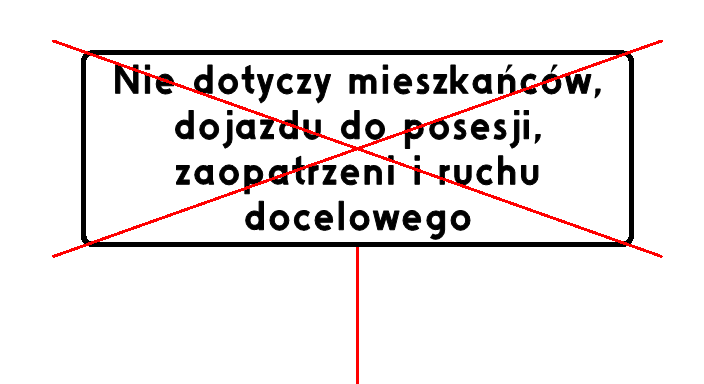 Nie dotyczy mieszkańców,
dojazdu do posesji,
zaopatrzeni i ruchu
docelowego